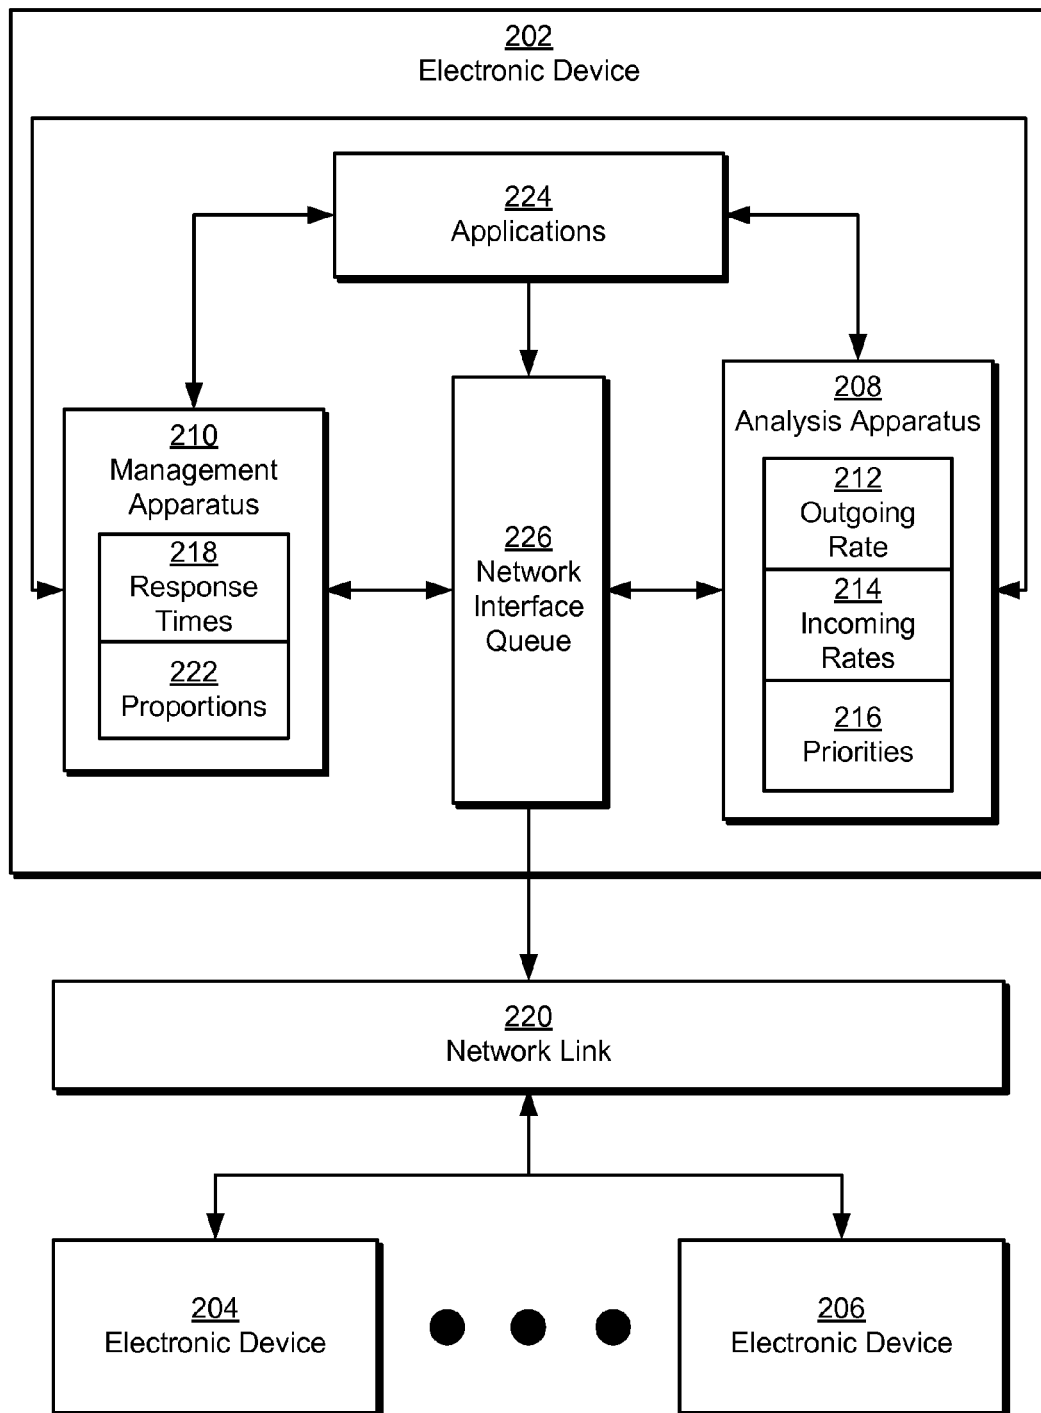 202
Electronic Device
224
Applications
210
Management
Apparatus
218
Response
Times
222
Proportions
226
Network
Interface
Queue
208
Analysis Apparatus
212
Outgoing
Rate
214
Incoming
Rates
216
Priorities
220
Network Link
204
Electronic Device
206
Electronic Device